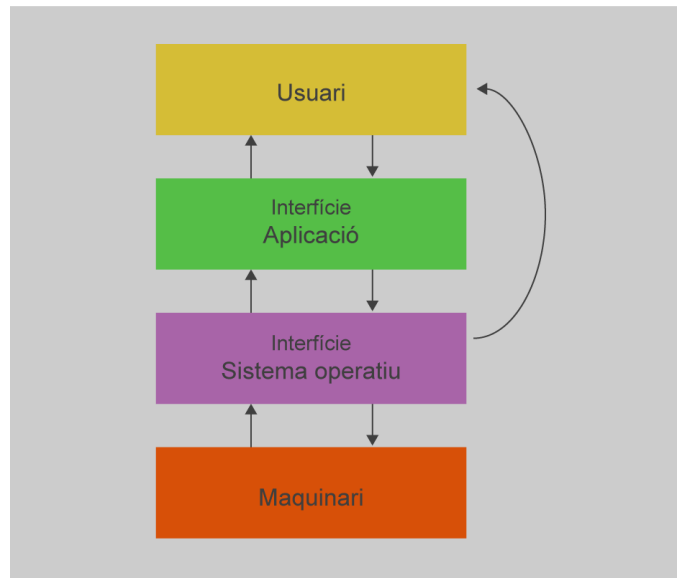 Usuari
Interfície
Aplicació
Interfície
Sistema operatiu
Maquinari